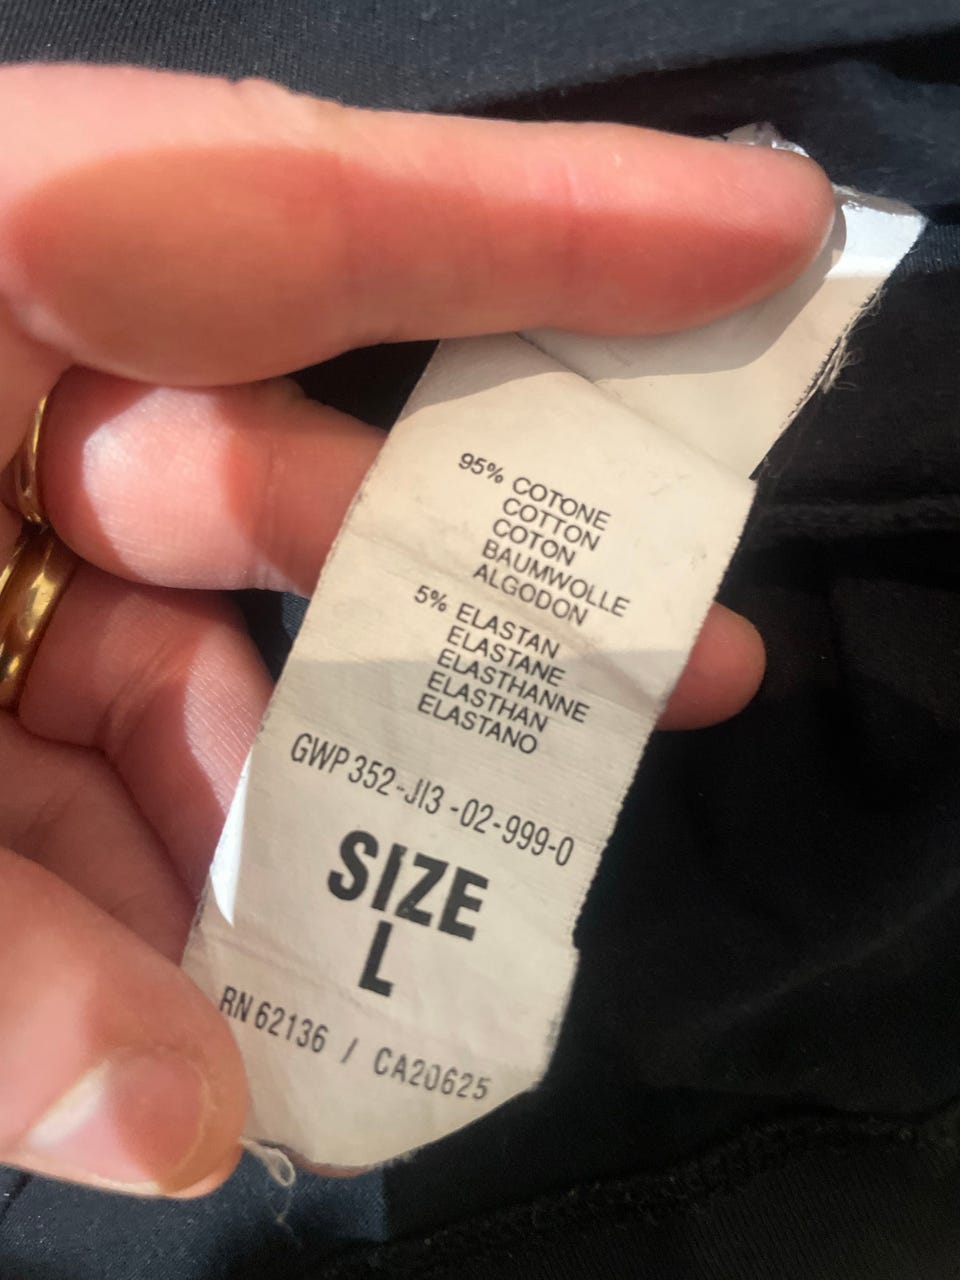 95% COTONE
COTTON
COTON
BAUMWOLLE
ALGODON
5% ELASTAN
ELASTANE
ELASTHANNE
ELASTHAN
ELASTANO
GWP 352-JI3-02-999-0
SIZE
L
RN 62136 / CA20625